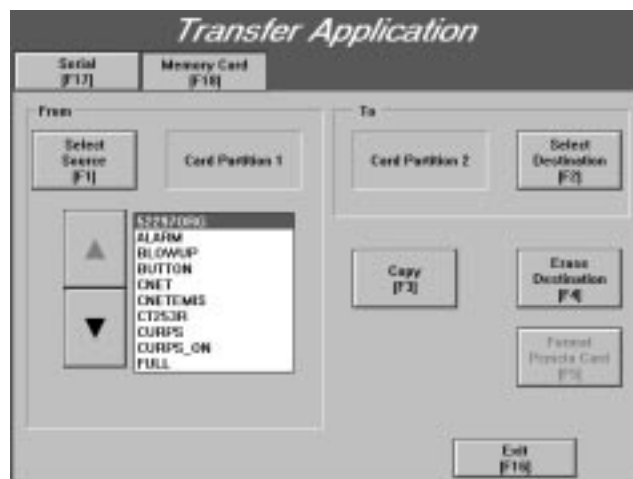 Transfer Application
Serial
[F17]
Memory Card
[F18]
From
Select
Source
[F1]
Card Partition 1
To
Card Partition 2
Select
Destination
[F2]
ALARM
BLOWUP
BUTTON
CNET
CNETEMIS
CT253R
CURPS
CURPS_ON
FULL
Copy
[F3]
Erase
Destination
[F4]
Format
Card
[F5]
Exit
[F16]